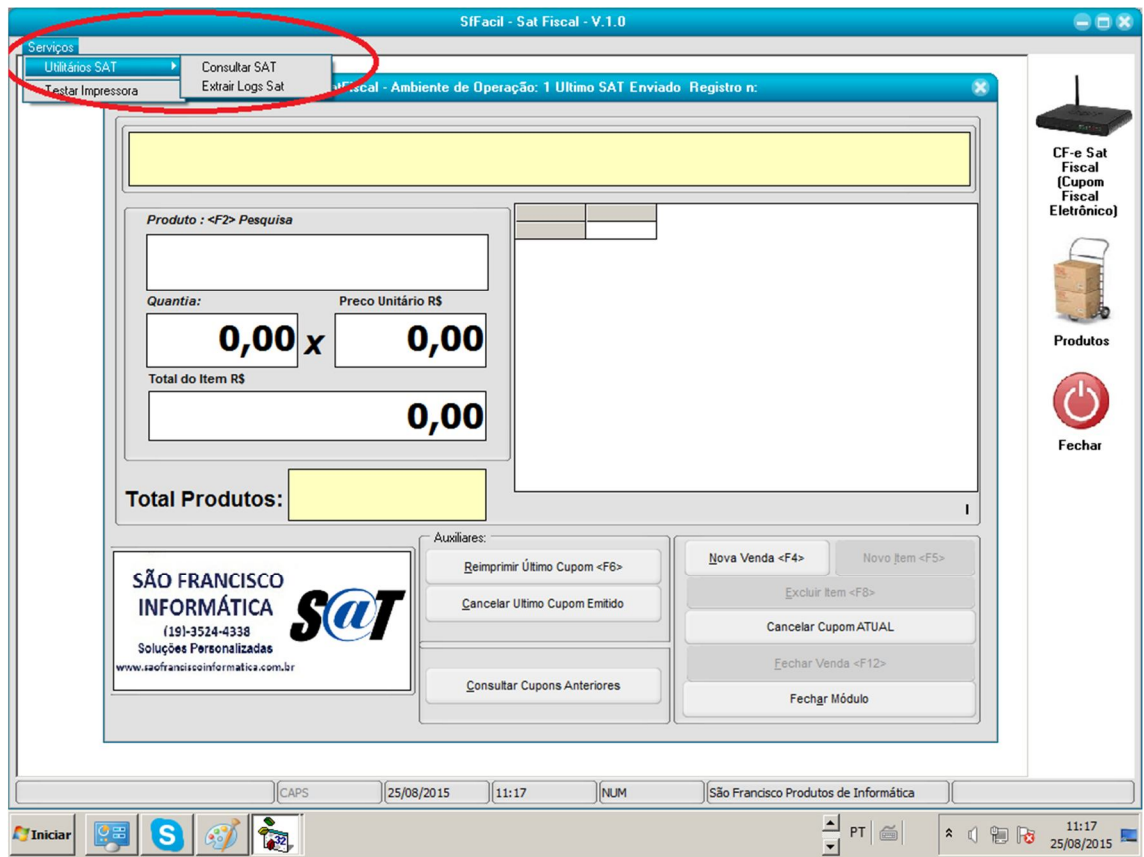 SfFacil - Sat Fiscal - V.1.0
Serviços
Utilitários SAT
Consultar SAT
Extrair Logs Sat
Testar Impressora
Fiscal - Ambiente de Operação: 1 Ultimo SAT Enviado Registro n:
Produto : <F2> Pesquisa
Quantia:
Preco Unitário R$
0,00 x 0,00
Total do Item R$
0,00
Total Produtos:
I
SÃO FRANCISCO
INFORMÁTICA
(19)-3524-4338
Soluções Personalizadas
www.saofranciscoinformatica.com.br
S@T
Auxiliares:
Reimprimir Último Cupom <F6>
Cancelar Ultimo Cupom Emitido
Consultar Cupons Anteriores
Nova Venda <F4>
Novo Item <F5>
Excluir Item <F8>
Cancelar Cupom ATUAL
Fechar Venda <F12>
Fechar Módulo
CF-e Sat
Fiscal
(Cupom
Fiscal
Eletrônico)
Produtos
Fechar
CAPS
25/08/2015
11:17
NUM
São Francisco Produtos de Informática
Iniciar
32
PT
11:17
25/08/2015